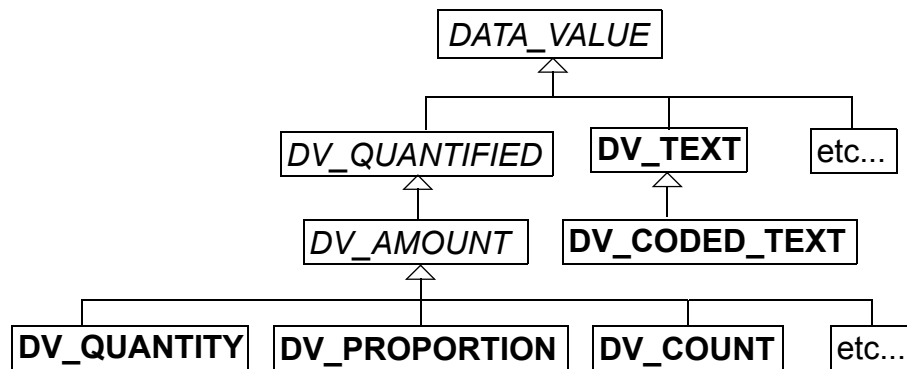 DATA_VALUE
DV_QUANTIFIED
DV_TEXT
etc...
DV_AMOUNT
DV_CODED_TEXT
DV_QUANTITY
DV_PROPORTION
DV_COUNT
etc...